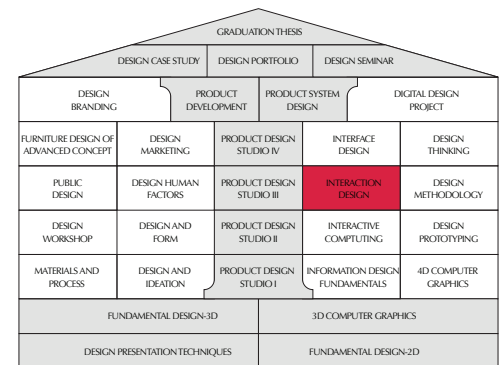 GRADUATION THESIS
DESIGN CASE STUDY
DESIGN PORTFOLIO
DESIGN SEMINAR
DESIGN
BRANDING
PRODUCT
DEVELOPMENT
PRODUCT SYSTEM
DESIGN
DIGITAL DESIGN
PROJECT
FURNITURE DESIGN OF
ADVANCED CONCEPT
DESIGN
MARKETING
PRODUCT DESIGN
STUDIO IV
INTERFACE
DESIGN
DESIGN
THINKING
PUBLIC
DESIGN
DESIGN HUMAN
FACTORS
PRODUCT DESIGN
STUDIO III
INTERACTION
DESIGN
DESIGN
METHODOLOGY
DESIGN
WORKSHOP
DESIGN AND
FORM
PRODUCT DESIGN
STUDIO II
INTERACTIVE
COMPTUTING
DESIGN
PROTOTYPING
MATERIALS AND
PROCESS
DESIGN AND
IDEATION
PRODUCT DESIGN
STUDIO I
INFORMATION DESIGN
FUNDAMENTALS
4D COMPUTER
GRAPHICS
FUNDAMENTAL DESIGN-3D
3D COMPUTER GRAPHICS
DESIGN PRESENTATION TECHNIQUES
FUNDAMENTAL DESIGN-2D